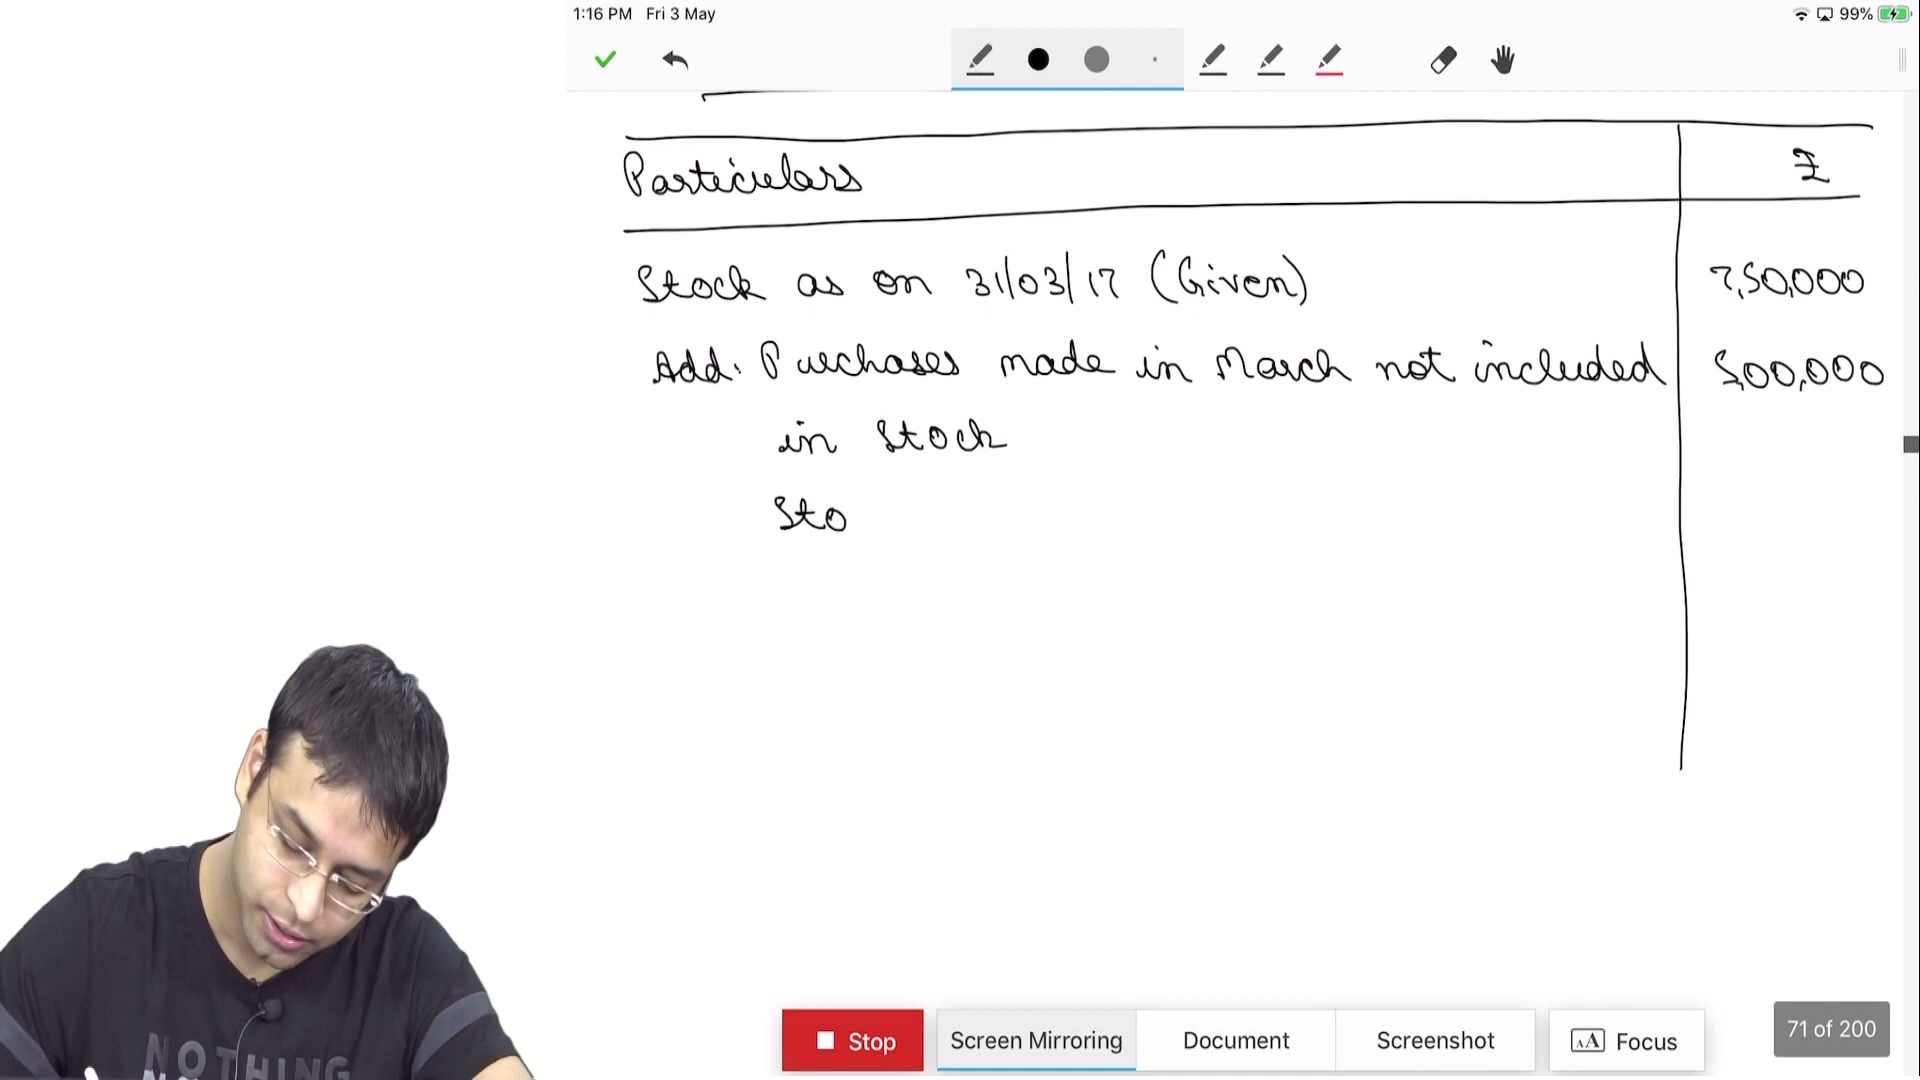 1:16 PM Fri 3 May 99%
Particulars ₹
Stock as on 31/03/17 (Given) 7,50,000
Add: Purchases made in March not included 5,00,000
in Stock
Sto
NOTHING
Stop Screen Mirroring Document Screenshot AA Focus 71 of 200